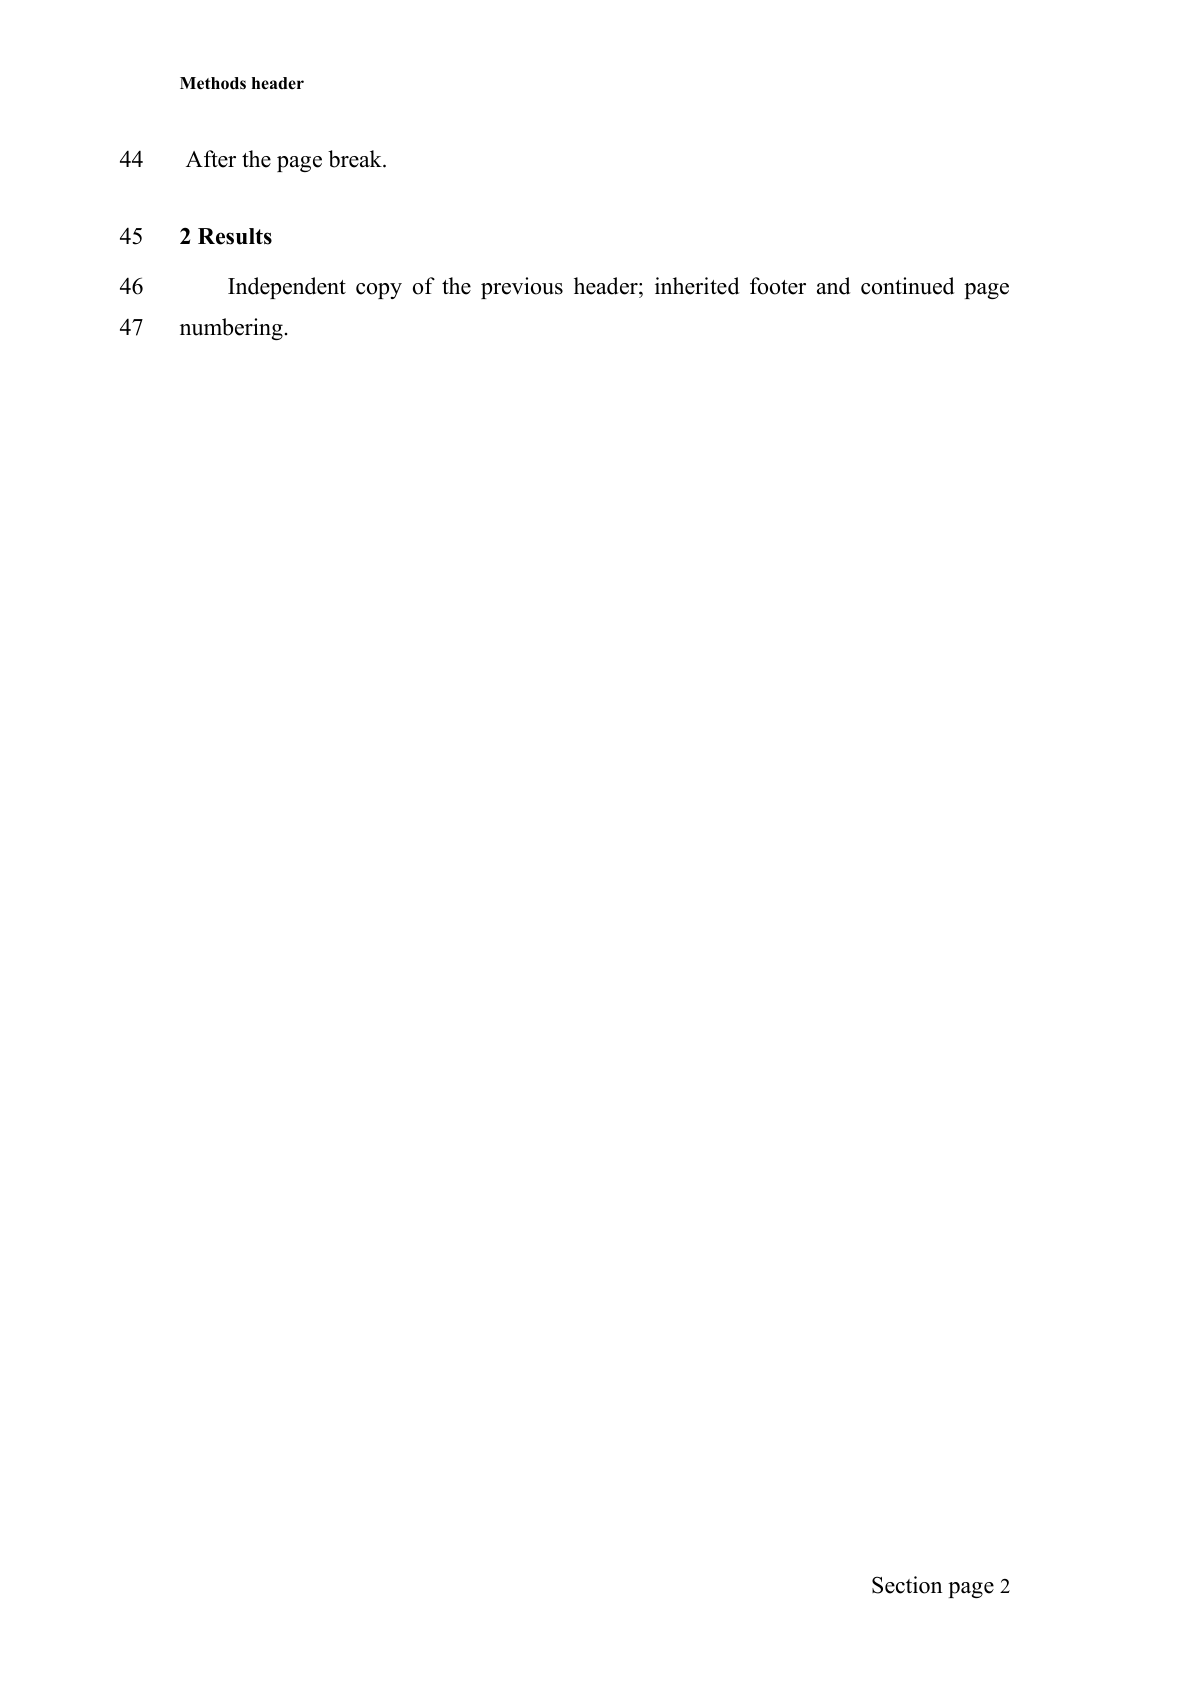 Methods header
44 After the page break.
45 2 Results
46 Independent copy of the previous header; inherited footer and continued page
47 numbering.
Section page 2